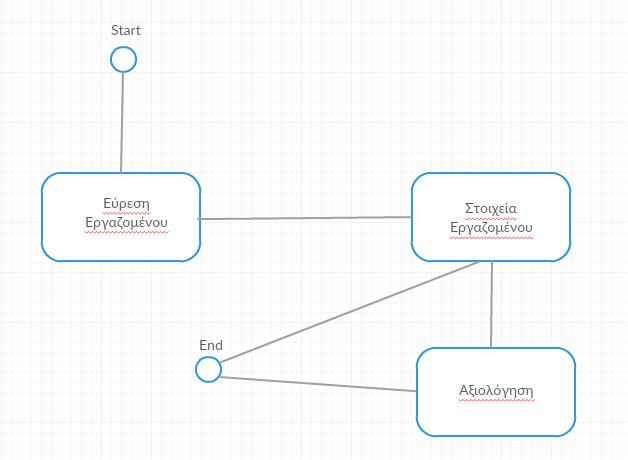 Start
Εύρεση
Εργαζομένου
Στοιχεία
Εργαζομένου
End
Αξιολόγηση